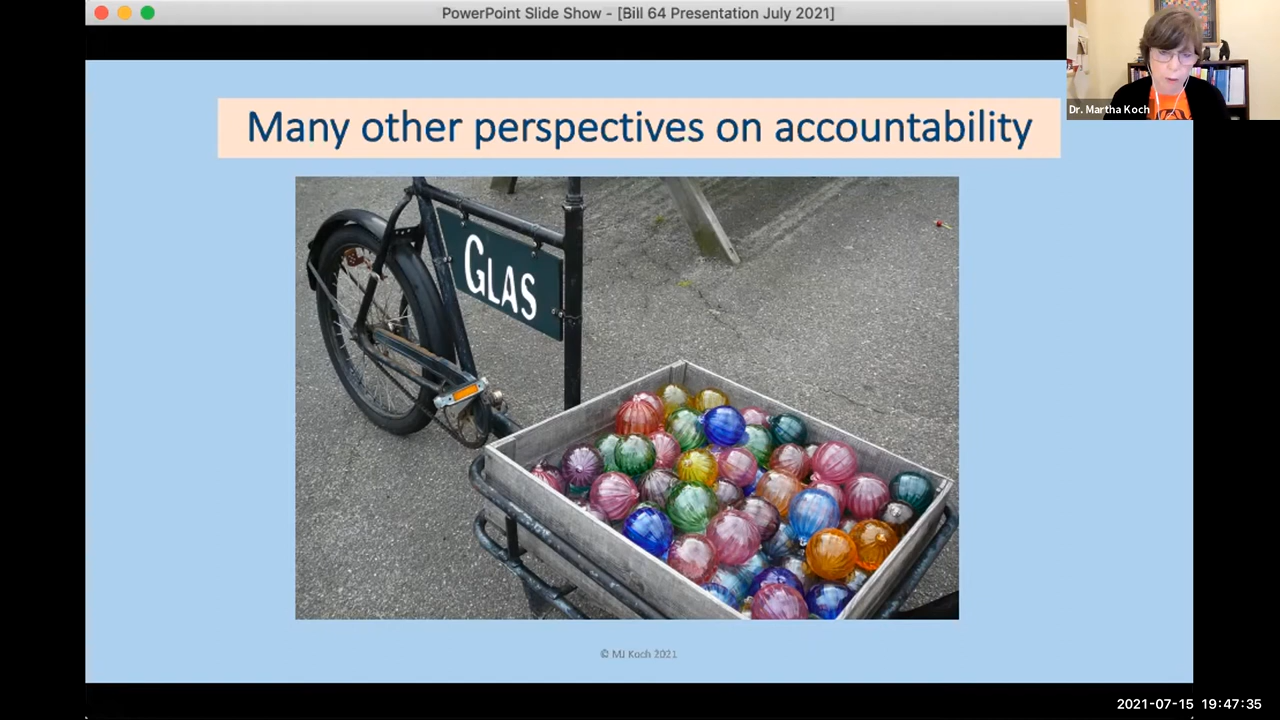 PowerPoint Slide Show - [Bill 64 Presentation July 2021]
Dr. Martha Koch
Many other perspectives on accountability
GLAS
© MJ Koch 2021
2021-07-15 19:47:35